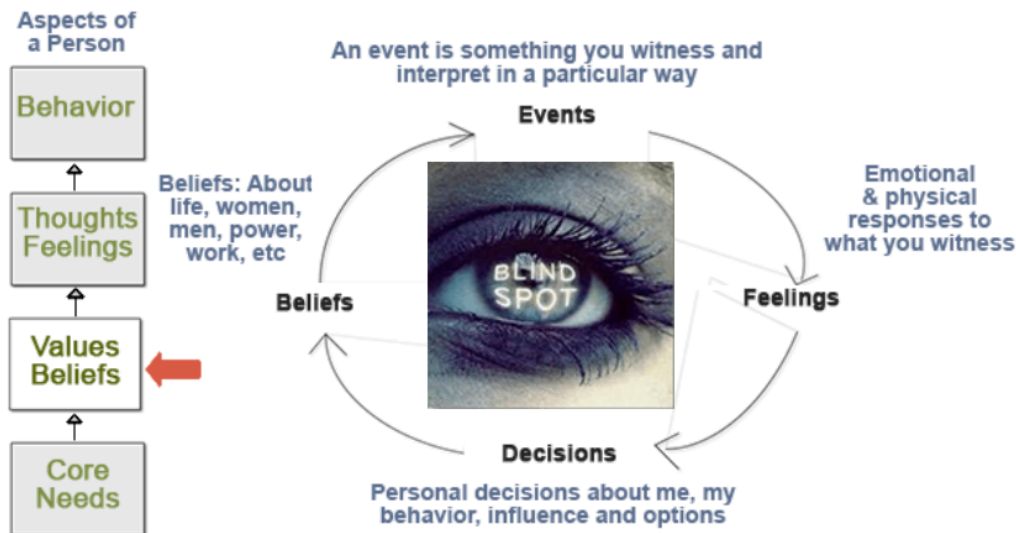 Aspects of
a Person
Behavior
Thoughts
Feelings
Values
Beliefs
Core
Needs
An event is something you witness and
interpret in a particular way
Events
Beliefs: About
life, women,
men, power,
work, etc
Emotional
& physical
responses to
what you witness
BLIND
SPOT
Beliefs
Feelings
Decisions
Personal decisions about me, my
behavior, influence and options